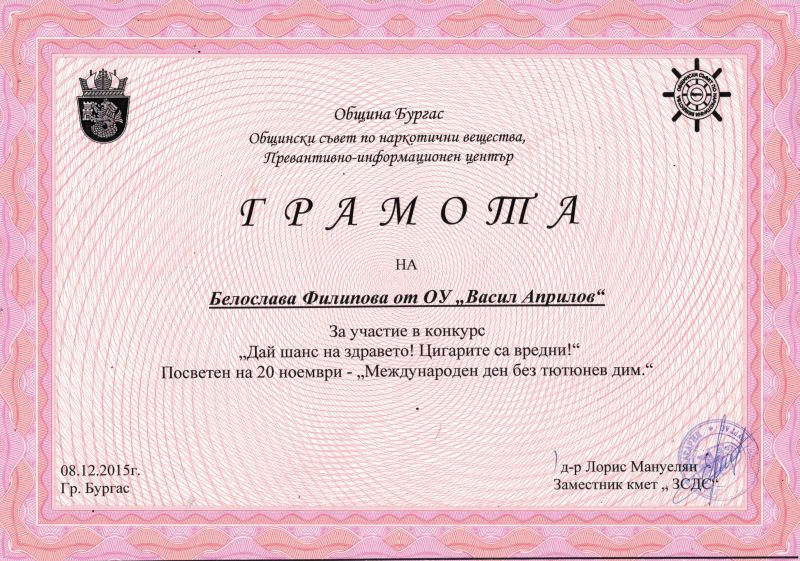 Община Бургас
Общински съвет по наркотични вещества,
Превантивно-информационен център
ГРАМОТА
НА
Белослава Филипова от ОУ „Васил Априлов“
За участие в конкурс
„Дай шанс на здравето! Цигарите са вредни!“
Посветен на 20 ноември - „Международен ден без тютюнев дим.“
08.12.2015г.
Гр. Бургас
д-р Лорис Мануелян
Заместник кмет „ ЗСДС“